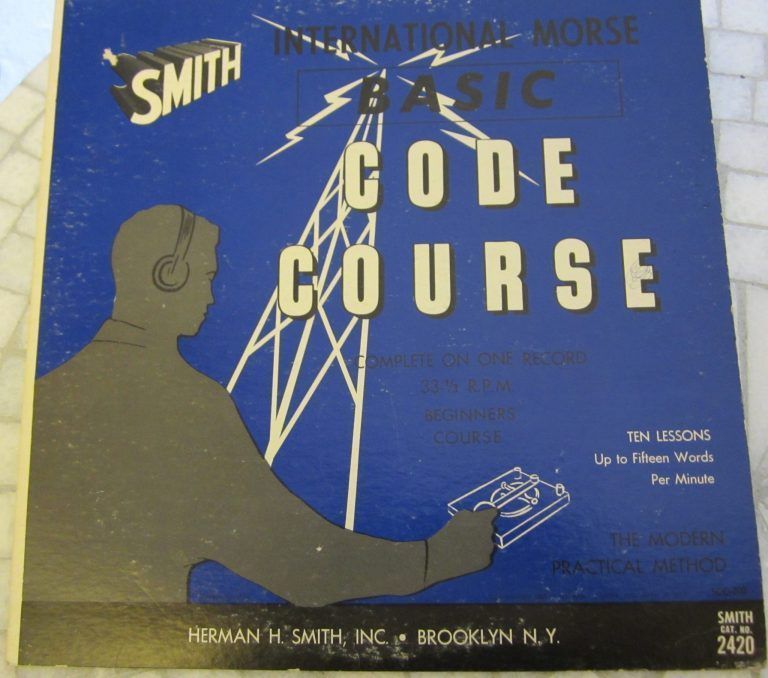 SMITH
INTERNATIONAL MORSE
BASIC
CODE
COURSE
COMPLETE ON ONE RECORD
33 ⅓ R.P.M.
BEGINNERS
COURSE
TEN LESSONS
Up to Fifteen Words
Per Minute
THE MODERN
PRACTICAL METHOD
HERMAN H. SMITH, INC. • BROOKLYN N.Y.
SMITH
CAT. NO.
2420